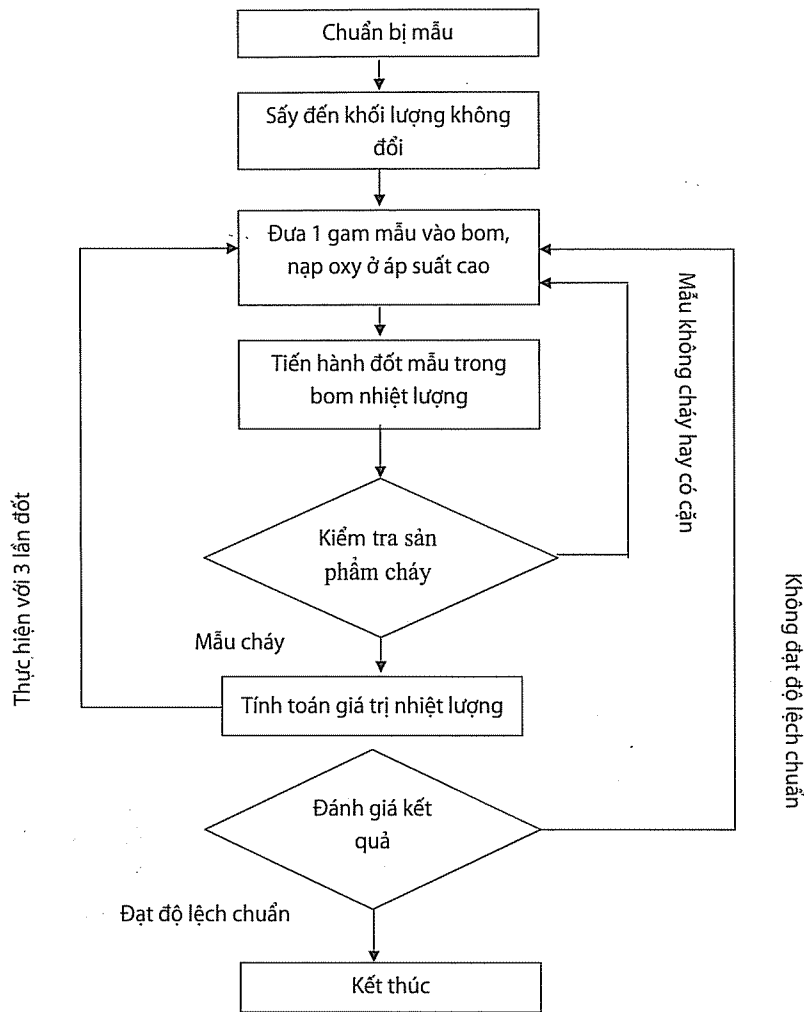 Chuẩn bị mẫu
Sấy đến khối lượng không
đổi
Đưa 1 gam mẫu vào bom,
nạp oxy ở áp suất cao
Tiến hành đốt mẫu trong
bom nhiệt lượng
Mẫu không cháy hay có cặn
Kiểm tra sản
phẩm cháy
Mẫu cháy
Thực hiện với 3 lần đốt
Tính toán giá trị nhiệt lượng
Không đạt độ lệch chuẩn
Đánh giá kết
quả
Đạt độ lệch chuẩn
Kết thúc